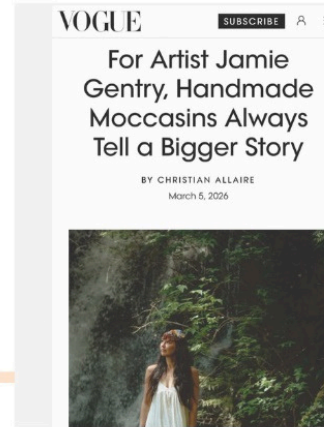 VOGUE
SUBSCRIBE
For Artist Jamie
Gentry, Handmade
Moccasins Always
Tell a Bigger Story
BY CHRISTIAN ALLAIRE
March 5, 2026